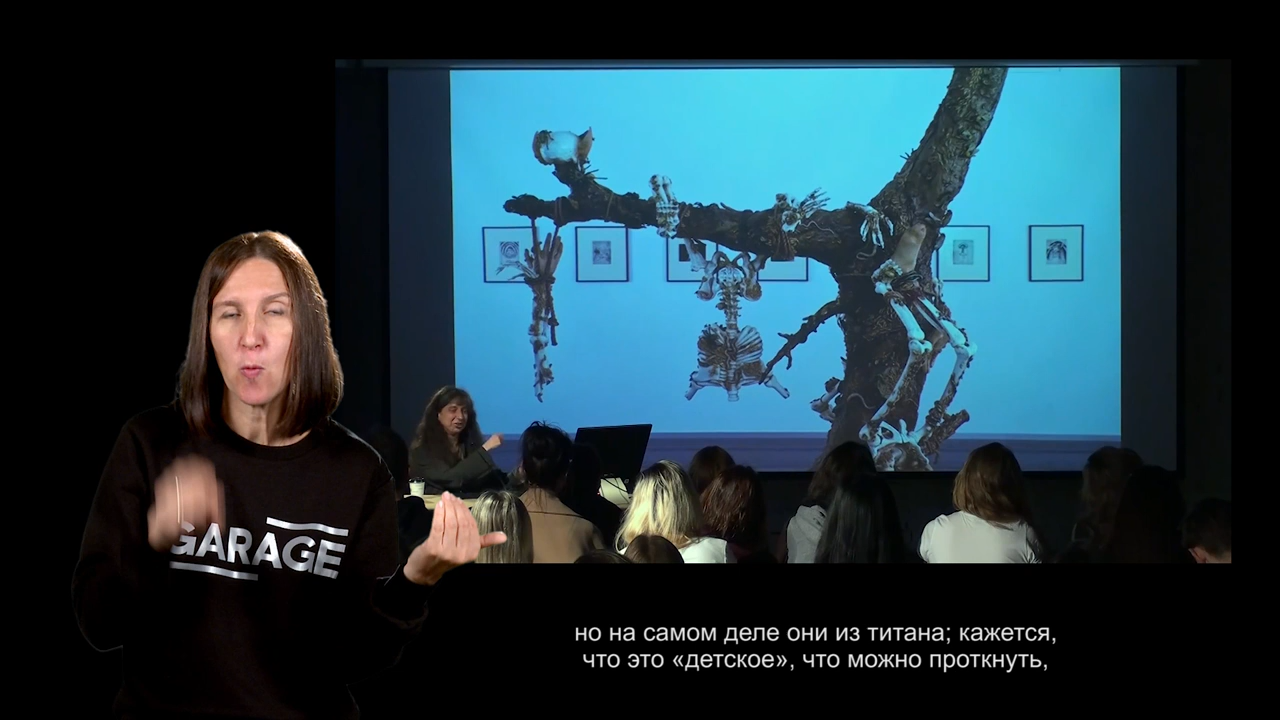 GARAGE
но на самом деле они из титана; кажется,
что это «детское», что можно проткнуть,